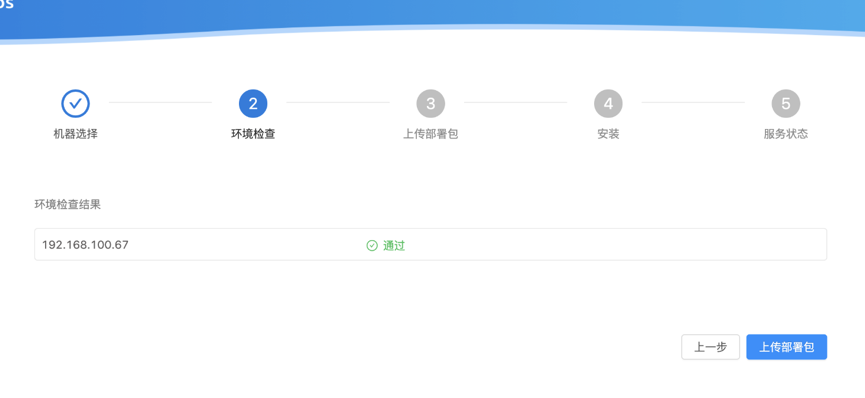 2
3
4
5
机器选择
环境检查
上传部署包
安装
服务状态
环境检查结果
192.168.100.67
通过
上一步
上传部署包